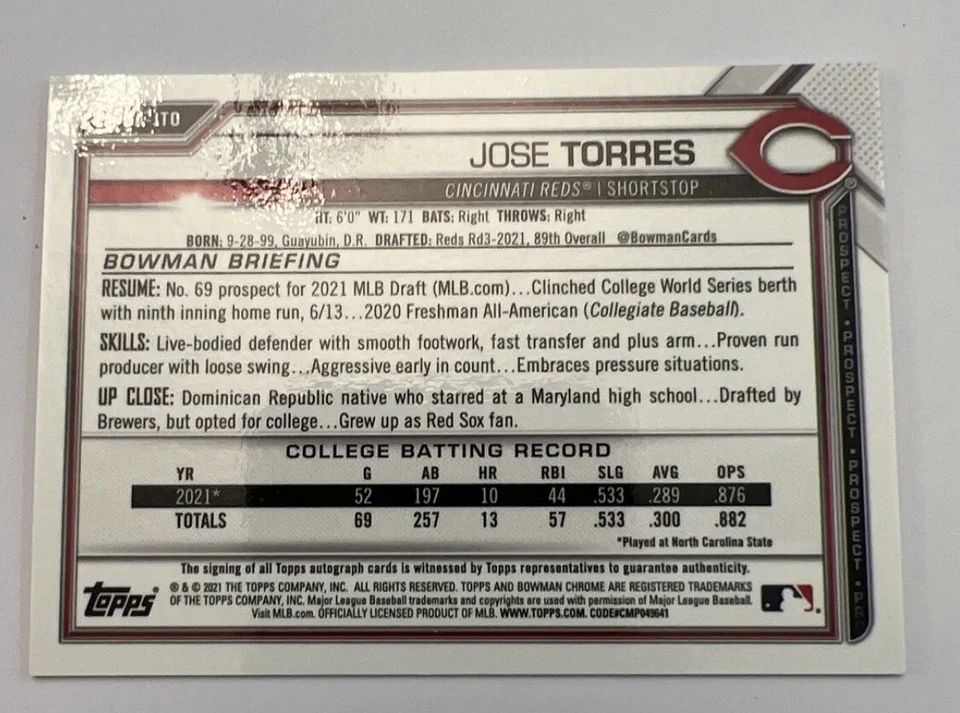 ITO
JOSE TORRES
CINCINNATI REDS® | SHORTSTOP
HT: 6'0" WT: 171 BATS: Right THROWS: Right
BORN: 9-28-99, Guayubin, D.R. DRAFTED: Reds Rd3-2021, 89th Overall @BowmanCards
BOWMAN BRIEFING
RESUME: No. 69 prospect for 2021 MLB Draft (MLB.com)...Clinched College World Series berth
with ninth inning home run, 6/13...2020 Freshman All-American (Collegiate Baseball).
SKILLS: Live-bodied defender with smooth footwork, fast transfer and plus arm...Proven run
producer with loose swing...Aggressive early in count...Embraces pressure situations.
UP CLOSE: Dominican Republic native who starred at a Maryland high school...Drafted by
Brewers, but opted for college...Grew up as Red Sox fan.
COLLEGE BATTING RECORD
YR G AB HR RBI SLG AVG OPS
2021* 52 197 10 44 .533 .289 .876
TOTALS 69 257 13 57 .533 .300 .882
*Played at North Carolina State
The signing of all Topps autograph cards is witnessed by Topps representatives to guarantee authenticity.
Topps
® & © 2021 THE TOPPS COMPANY, INC. ALL RIGHTS RESERVED. TOPPS AND BOWMAN CHROME ARE REGISTERED TRADEMARKS
OF THE TOPPS COMPANY, INC. Major League Baseball trademarks and copyrights are used with permission of Major League Baseball.
Visit MLB.com. OFFICIALLY LICENSED PRODUCT OF MLB. WWW.TOPPS.COM. CODE#CMP049641
PROSPECT • PROSPECT • PROSPECT • PR